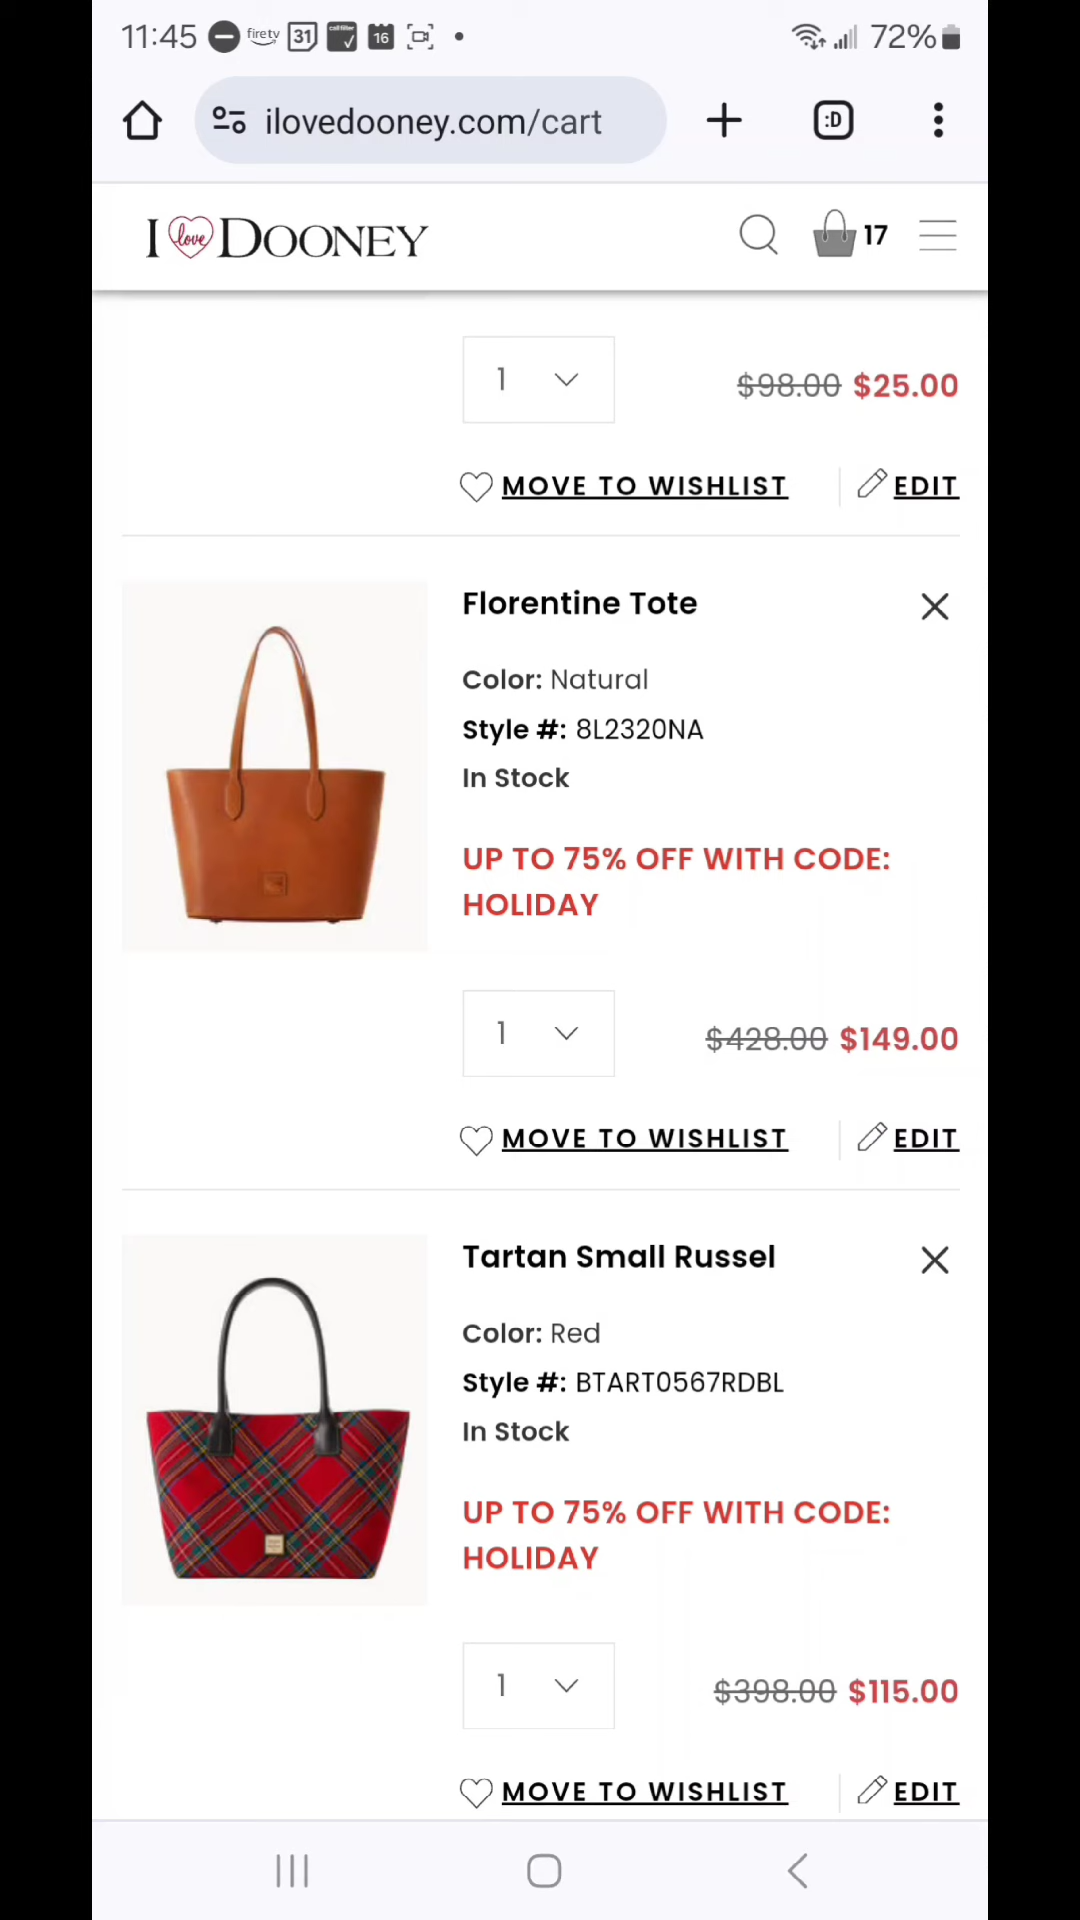 11:45 firetv 31 16 72%
ilovedooney.com/cart :D
I love DOONEY 17
1 $98.00 $25.00
MOVE TO WISHLIST EDIT
Florentine Tote
Color: Natural
Style #: 8L2320NA
In Stock
UP TO 75% OFF WITH CODE:
HOLIDAY
1 $428.00 $149.00
MOVE TO WISHLIST EDIT
Tartan Small Russel
Color: Red
Style #: BTART0567RDBL
In Stock
UP TO 75% OFF WITH CODE:
HOLIDAY
1 $398.00 $115.00
MOVE TO WISHLIST EDIT